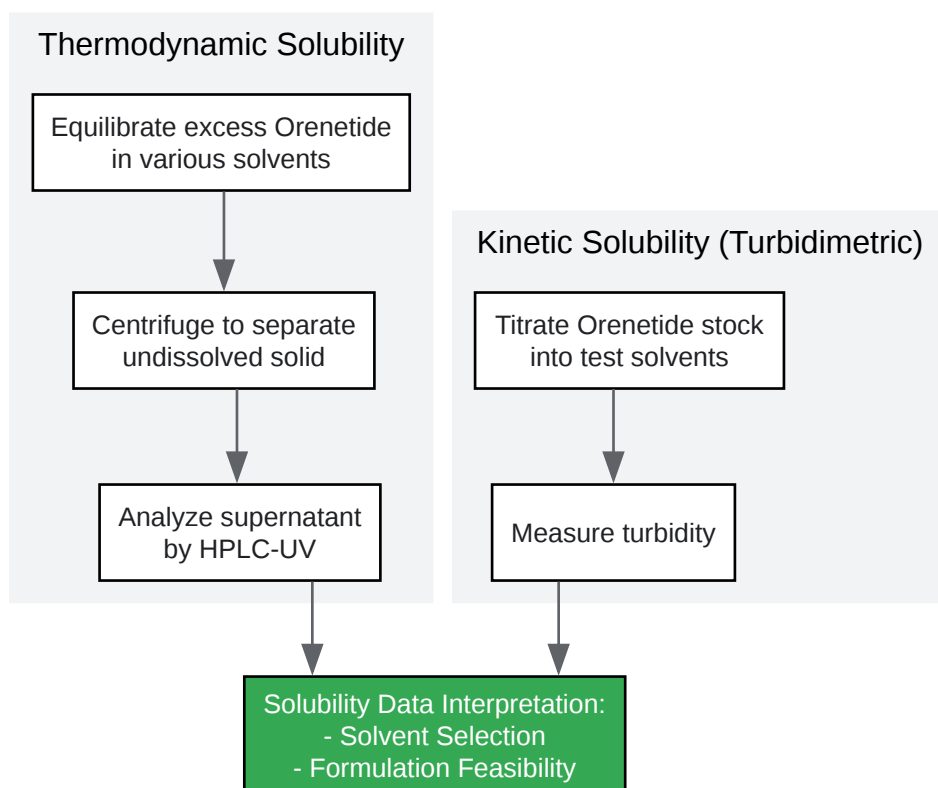 Thermodynamic Solubility
Equilibrate excess Orenetide
in various solvents
Centrifuge to separate
undissolved solid
Analyze supernatant
by HPLC-UV
Kinetic Solubility (Turbidimetric)
Titrate Orenetide stock
into test solvents
Measure turbidity
Solubility Data Interpretation:
- Solvent Selection
- Formulation Feasibility